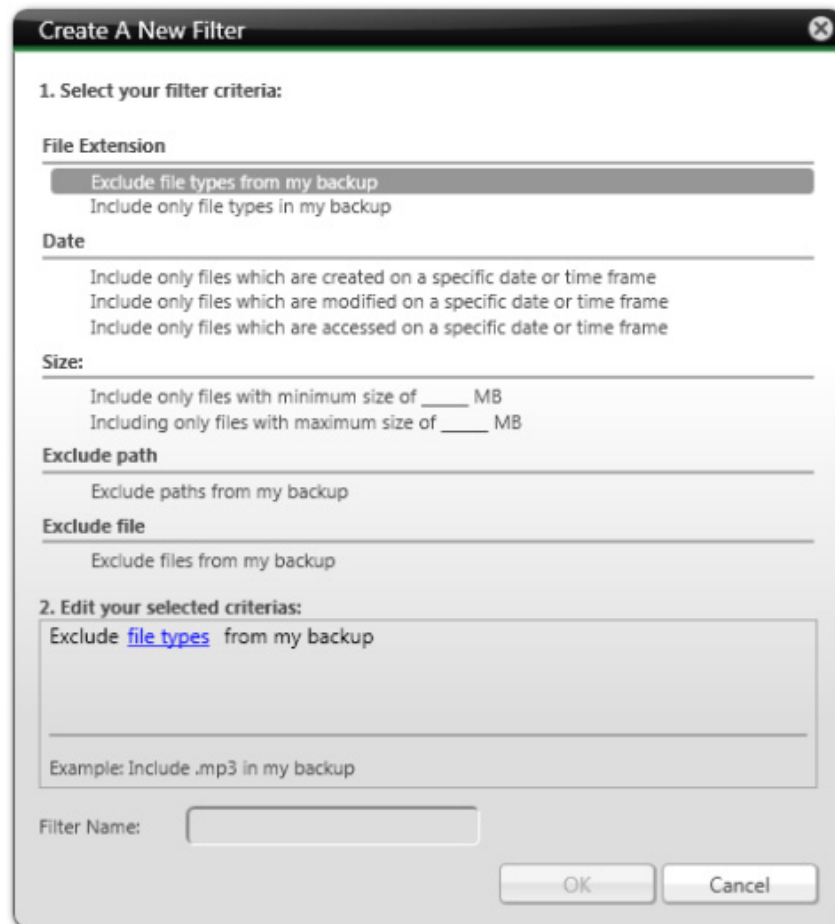 Create A New Filter
1. Select your filter criteria:
File Extension
Exclude file types from my backup
Include only file types in my backup
Date
Include only files which are created on a specific date or time frame
Include only files which are modified on a specific date or time frame
Include only files which are accessed on a specific date or time frame
Size:
Include only files with minimum size of _____ MB
Including only files with maximum size of _____ MB
Exclude path
Exclude paths from my backup
Exclude file
Exclude files from my backup
2. Edit your selected criterias:
Exclude file types from my backup
Example: Include .mp3 in my backup
Filter Name:
OK Cancel